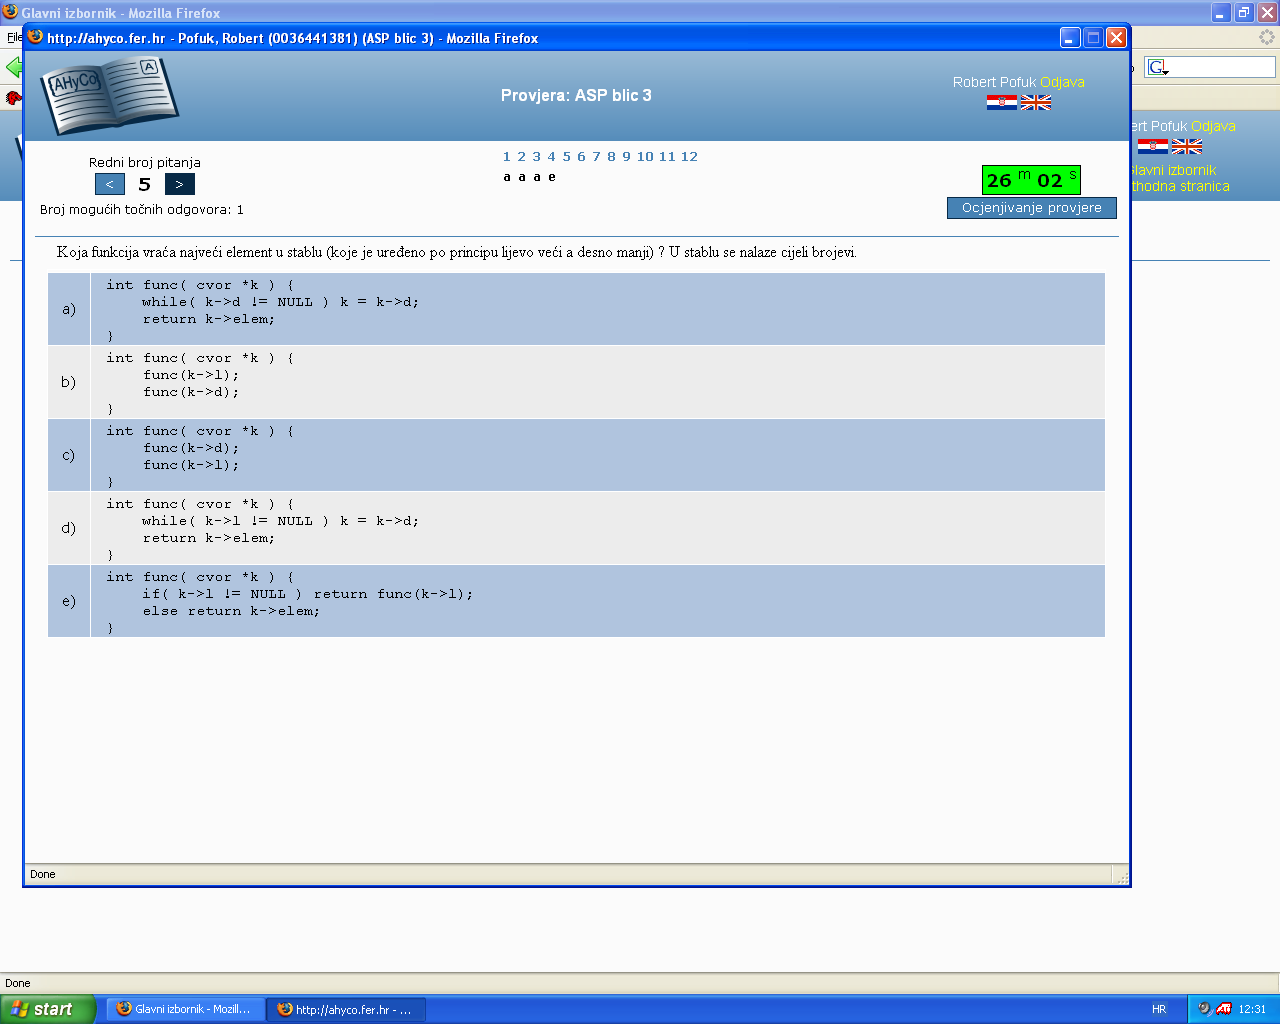 Glavni izbornik - Mozilla Firefox
File
http://ahyco.fer.hr - Pofuk, Robert (0036441381) (ASP blic 3) - Mozilla Firefox
G
AHyCo
A
Provjera: ASP blic 3
Robert Pofuk Odjava
ert Pofuk Odjava
Glavni izbornik
thodna stranica
Redni broj pitanja
< 5 >
Broj mogućih točnih odgovora: 1
1 2 3 4 5 6 7 8 9 10 11 12
a a a e
26 m 02 s
Ocjenjivanje provjere
Koja funkcija vraća najveći element u stablu (koje je uređeno po principu lijevo veći a desno manji) ? U stablu se nalaze cijeli brojevi.
a)
int func( cvor *k ) {
while( k->d != NULL ) k = k->d;
return k->elem;
}
b)
int func( cvor *k ) {
func(k->l);
func(k->d);
}
c)
int func( cvor *k ) {
func(k->d);
func(k->l);
}
d)
int func( cvor *k ) {
while( k->l != NULL ) k = k->d;
return k->elem;
}
e)
int func( cvor *k ) {
if( k->l != NULL ) return func(k->l);
else return k->elem;
}
Done
Done
start
Glavni izbornik - Mozill...
http://ahyco.fer.hr - ...
HR
ATI
12:31